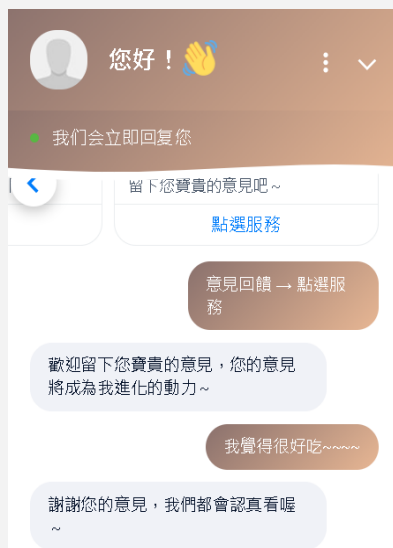 您好！👋
我们会立即回复您
留下您寶貴的意見吧~
點選服務
意見回饋 → 點選服
務
歡迎留下您寶貴的意見，您的意見
將成為我進化的動力~
我覺得很好吃~~~~
謝謝您的意見，我們都會認真看喔
~